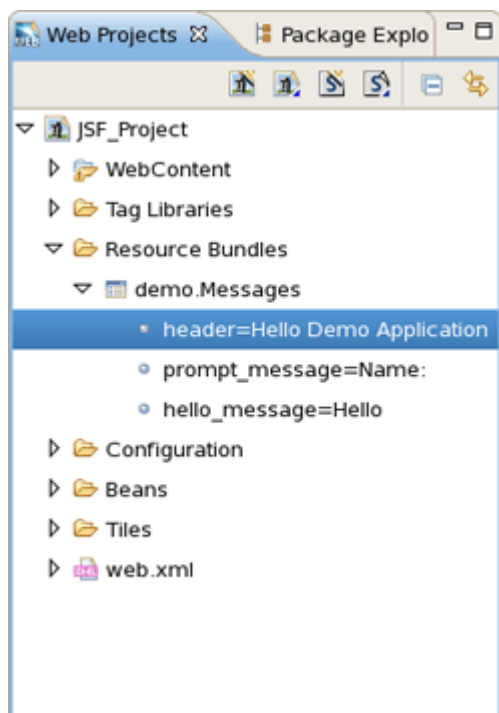 Web Projects Package Explo
JSF_Project
WebContent
Tag Libraries
Resource Bundles
demo.Messages
header=Hello Demo Application
prompt_message=Name:
hello_message=Hello
Configuration
Beans
Tiles
web.xml